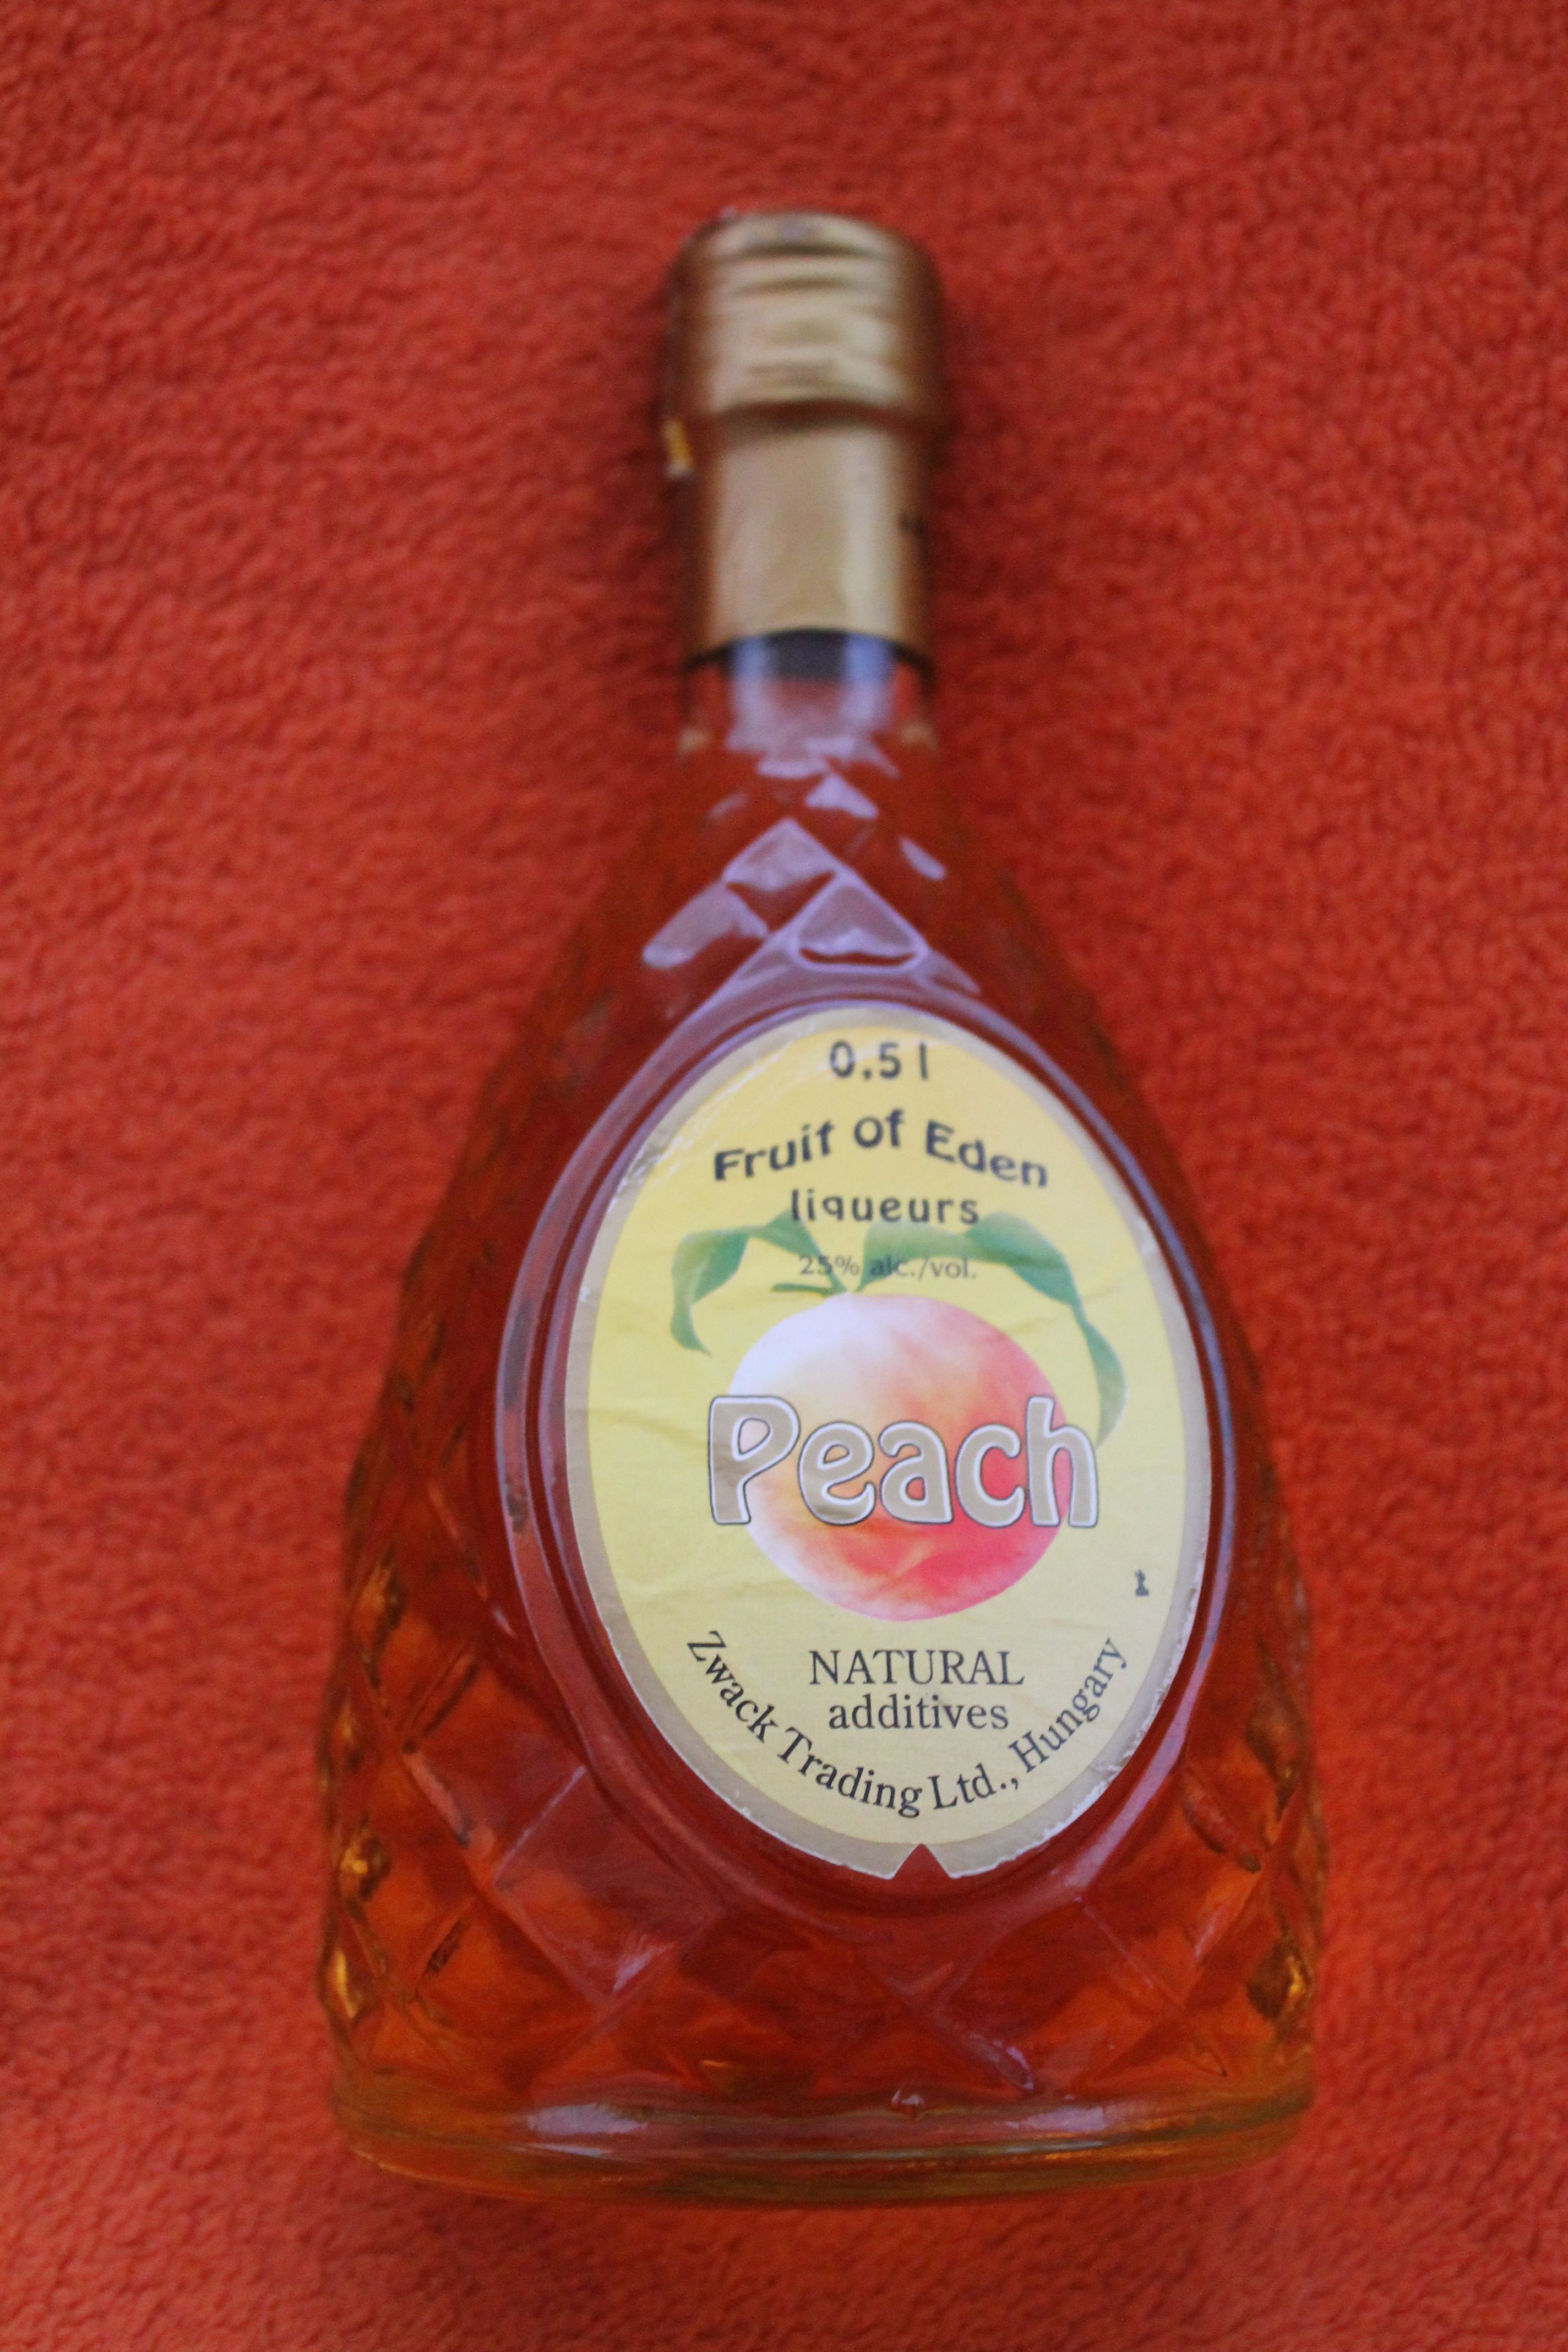 0.5 l
Fruit of Eden
liqueurs
25% alc./vol.
Peach
NATURAL
additives
Zwack Trading Ltd., Hungary